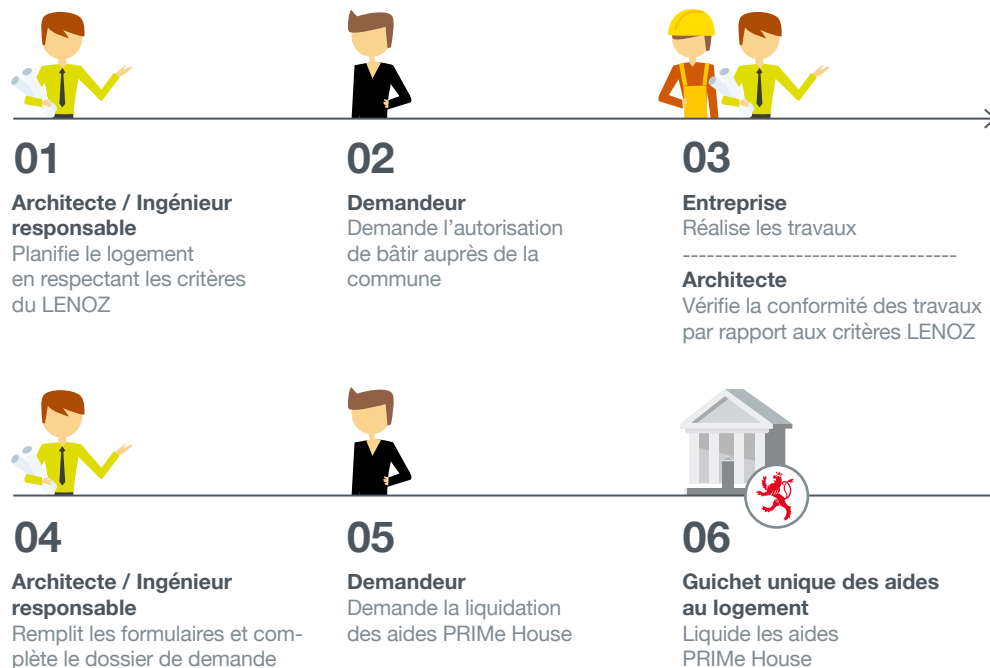 01
Architecte / Ingénieur
responsable
Planifie le logement
en respectant les critères
du LENOZ
02
Demandeur
Demande l’autorisation
de bâtir auprès de la
commune
03
Entreprise
Réalise les travaux
----------------------------------
Architecte
Vérifie la conformité des travaux
par rapport aux critères LENOZ
04
Architecte / Ingénieur
responsable
Remplit les formulaires et com-
plète le dossier de demande
05
Demandeur
Demande la liquidation
des aides PRIMe House
06
Guichet unique des aides
au logement
Liquide les aides
PRIMe House